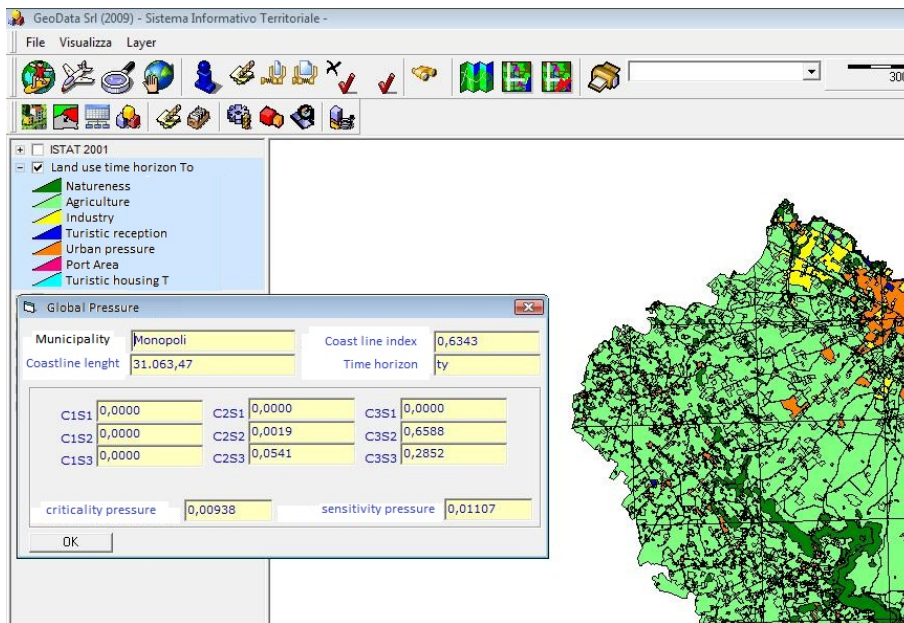 GeoData Srl (2009) - Sistema Informativo Territoriale -
File Visualizza Layer
300
ISTAT 2001
Land use time horizon To
Natureness
Agriculture
Industry
Turistic reception
Urban pressure
Port Area
Turistic housing T
Global Pressure
Municipality Monopoli Coast line index 0,6343
Coastline lenght 31.063,47 Time horizon ty
C1S1 0,0000 C2S1 0,0000 C3S1 0,0000
C1S2 0,0000 C2S2 0,0019 C3S2 0,6588
C1S3 0,0000 C2S3 0,0541 C3S3 0,2852
criticality pressure 0,00938 sensitivity pressure 0,01107
OK